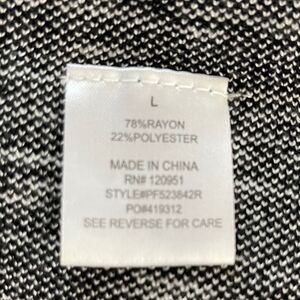 L
78%RAYON
22%POLYESTER
MADE IN CHINA
RN# 120951
STYLE#PF523842R
PO#419312
SEE REVERSE FOR CARE